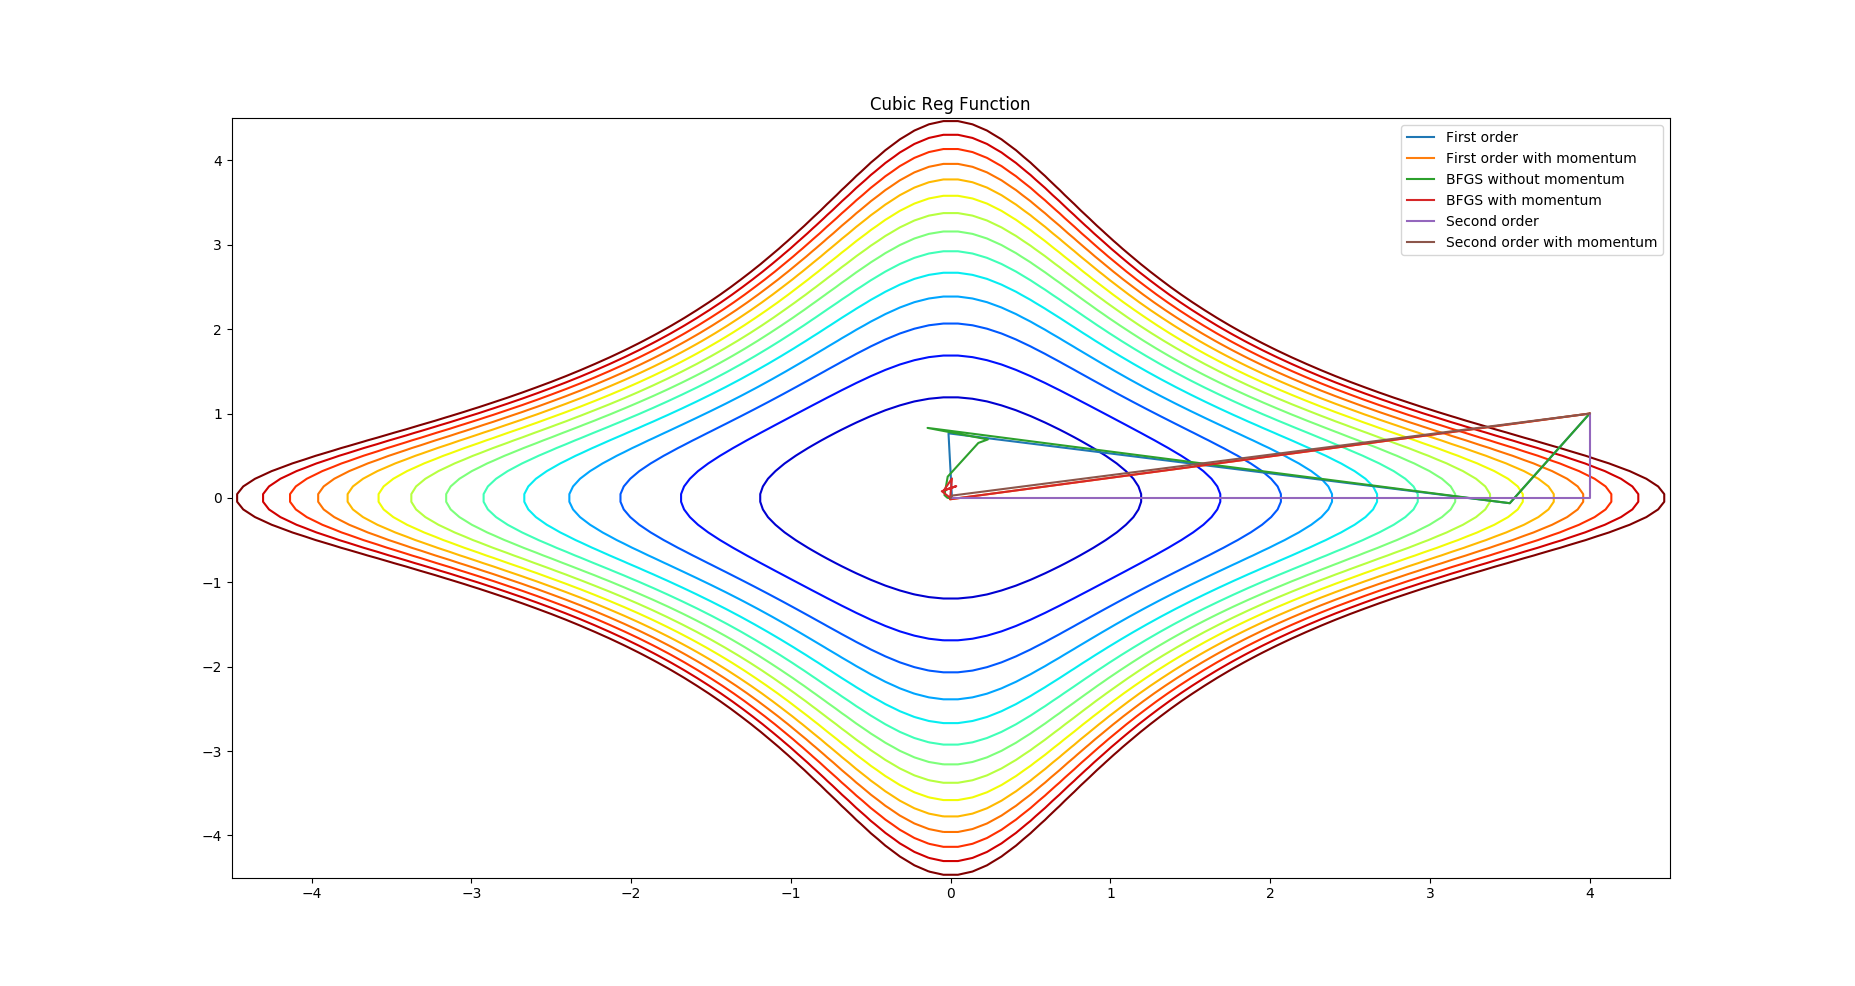 Cubic Reg Function
First order
First order with momentum
BFGS without momentum
BFGS with momentum
Second order
Second order with momentum
4
3
2
1
0
−1
−2
−3
−4
−4 −3 −2 −1 0 1 2 3 4